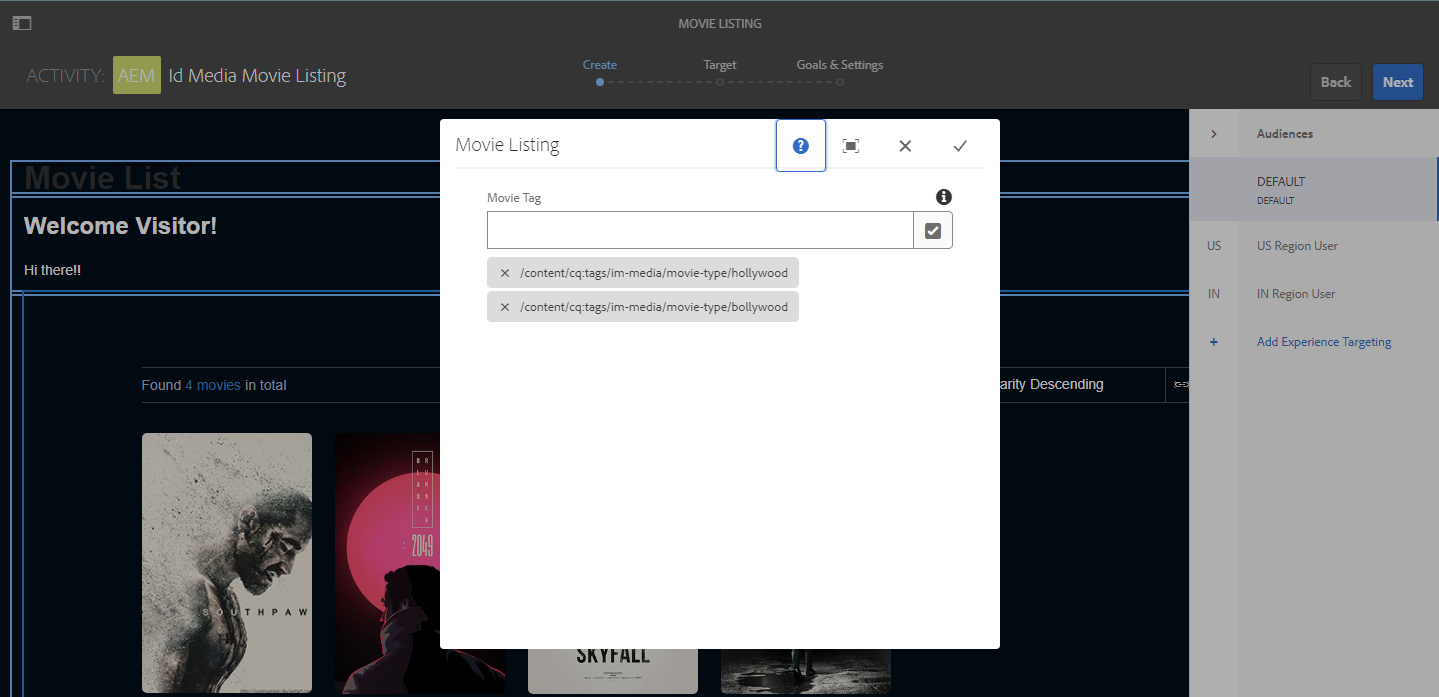 MOVIE LISTING
ACTIVITY: AEM Id Media Movie Listing
Create Target Goals & Settings
Back Next
Movie List
Welcome Visitor!
Hi there!!
Found 4 movies in total
arity Descending
SOUTHPAW
BLADE
RUNNER
2049
SKYFALL
Movie Listing
Movie Tag
/content/cq:tags/im-media/movie-type/hollywood
/content/cq:tags/im-media/movie-type/bollywood
Audiences
DEFAULT
DEFAULT
US US Region User
IN IN Region User
+ Add Experience Targeting